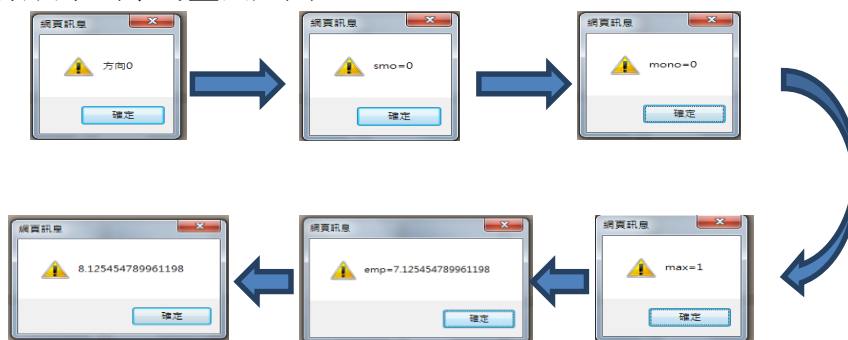 網頁訊息
方向0
確定
網頁訊息
smo=0
確定
網頁訊息
mono=0
確定
網頁訊息
max=1
確定
網頁訊息
emp=7.125454789961198
確定
網頁訊息
8.125454789961198
確定